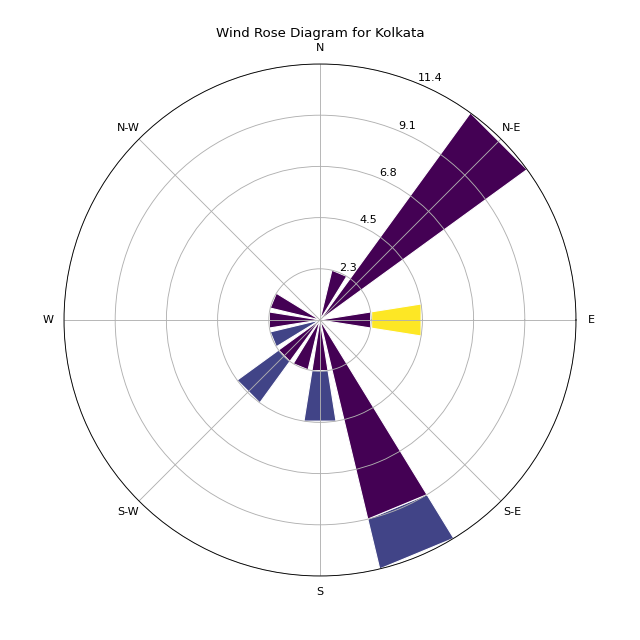 Wind Rose Diagram for Kolkata
N
11.4
N-W
9.1
N-E
6.8
4.5
2.3
W
E
S-W
S-E
S